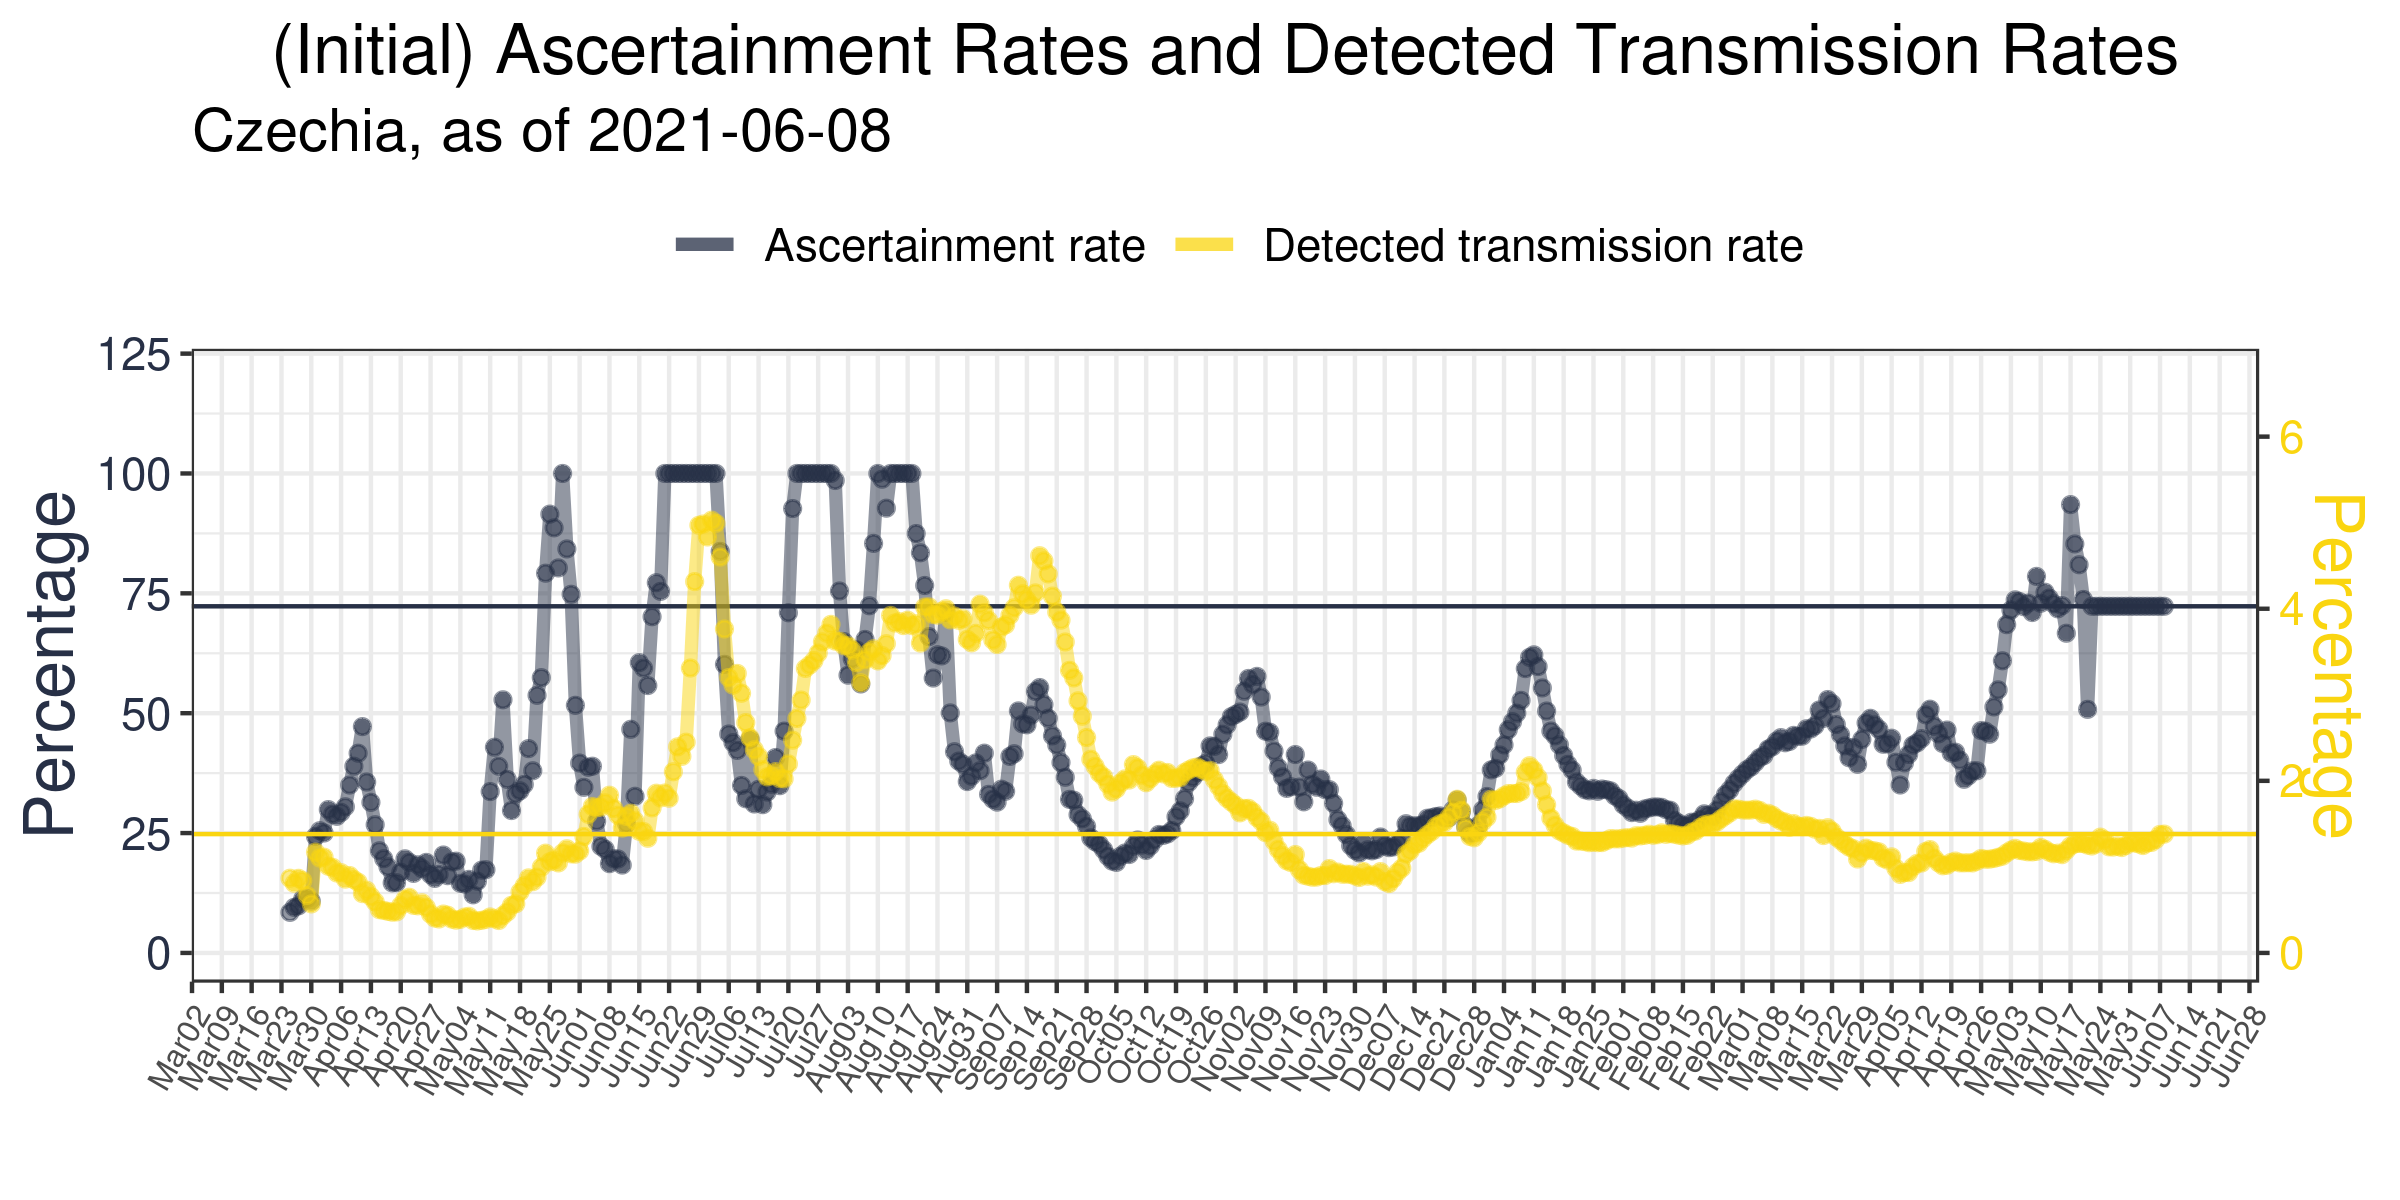 (Initial) Ascertainment Rates and Detected Transmission Rates
Czechia, as of 2021-06-08
Ascertainment rate
Detected transmission rate
Percentage
125
100
75
50
25
0
6
4
2
0
Percentage
Mar02
Mar09
Mar16
Mar23
Mar30
Apr06
Apr13
Apr20
Apr27
May04
May11
May18
May25
Jun01
Jun08
Jun15
Jun22
Jun29
Jul06
Jul13
Jul20
Jul27
Aug03
Aug10
Aug17
Aug24
Aug31
Sep07
Sep14
Sep21
Sep28
Oct05
Oct12
Oct19
Oct26
Nov02
Nov09
Nov16
Nov23
Nov30
Dec07
Dec14
Dec21
Dec28
Jan04
Jan11
Jan18
Jan25
Feb01
Feb08
Feb15
Feb22
Mar01
Mar08
Mar15
Mar22
Mar29
Apr05
Apr12
Apr19
Apr26
May03
May10
May17
May24
May31
Jun07
Jun14
Jun21
Jun28